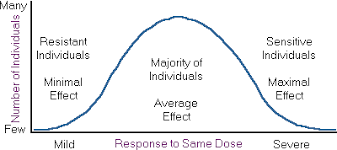 Many
Number of Individuals
Few
Resistant
Individuals
Minimal
Effect
Majority of
Individuals
Average
Effect
Sensitive
Individuals
Maximal
Effect
Mild
Response to Same Dose
Severe